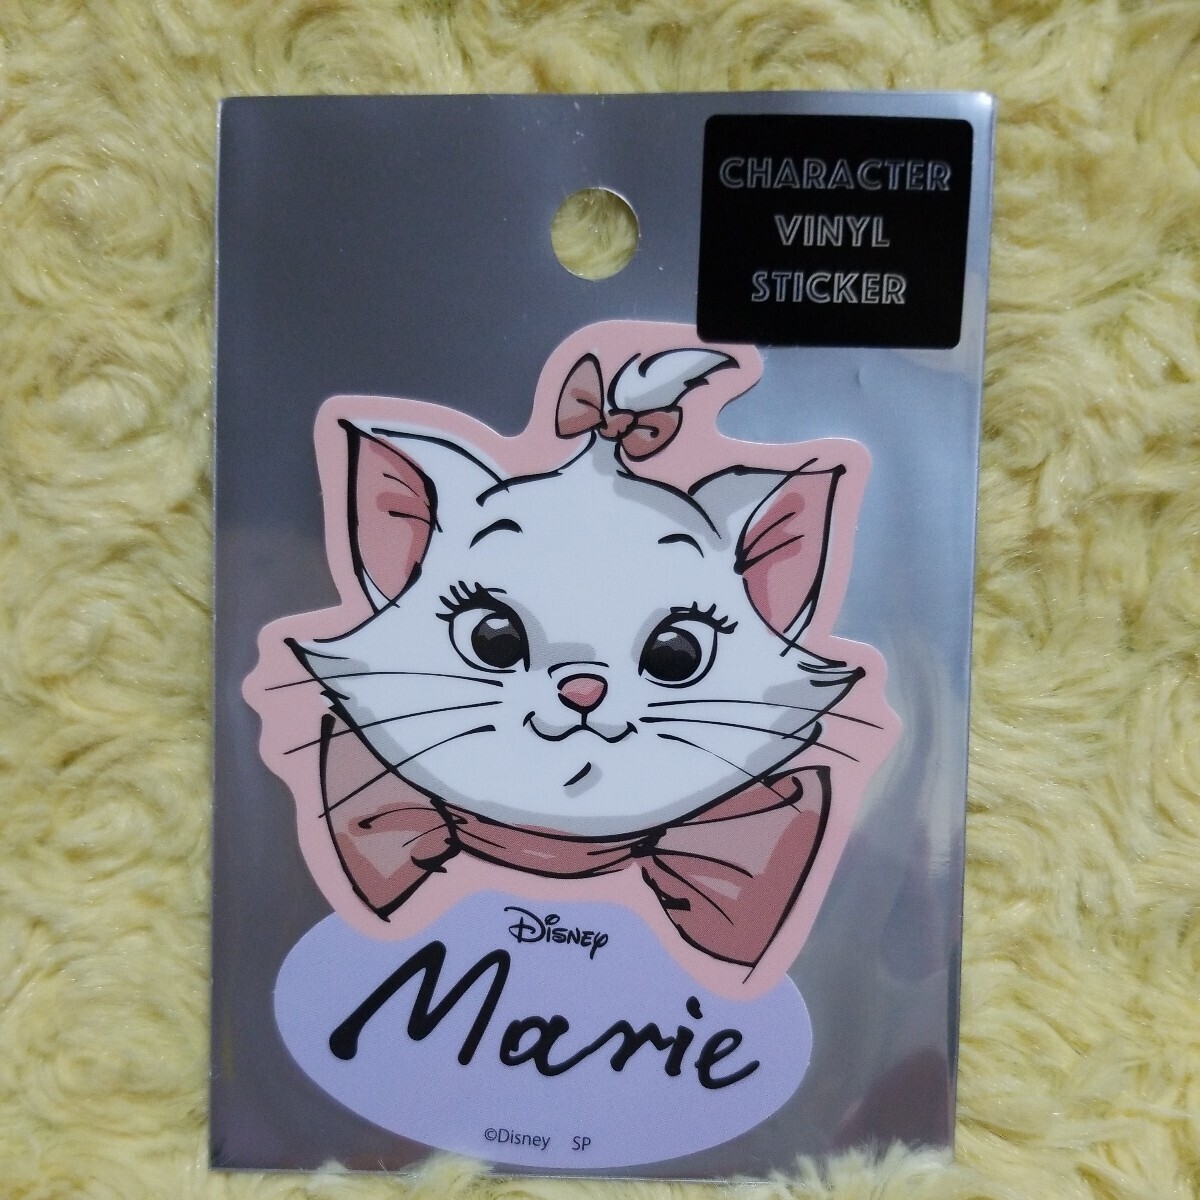 CHARACTER
VINYL
STICKER
Disney
Marie
©Disney SP